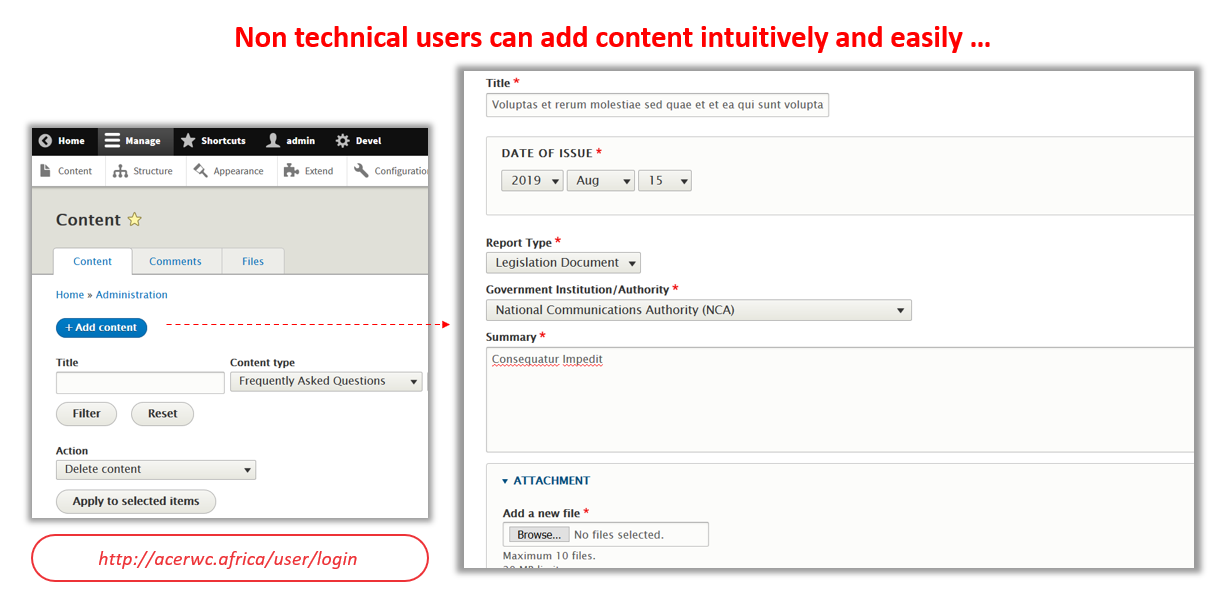 Non technical users can add content intuitively and easily ...
Home Manage Shortcuts admin Devel
Content Structure Appearance Extend Configuratio
Content
Content Comments Files
Home » Administration
+ Add content
Title Content type
Frequently Asked Questions
Filter Reset
Action
Delete content
Apply to selected items
http://acerwc.africa/user/login
Title *
Voluptas et rerum molestiae sed quae et et ea qui sunt volupta
DATE OF ISSUE *
2019 Aug 15
Report Type *
Legislation Document
Government Institution/Authority *
National Communications Authority (NCA)
Summary *
Consequatur Impedit
ATTACHMENT
Add a new file *
Browse... No files selected.
Maximum 10 files.